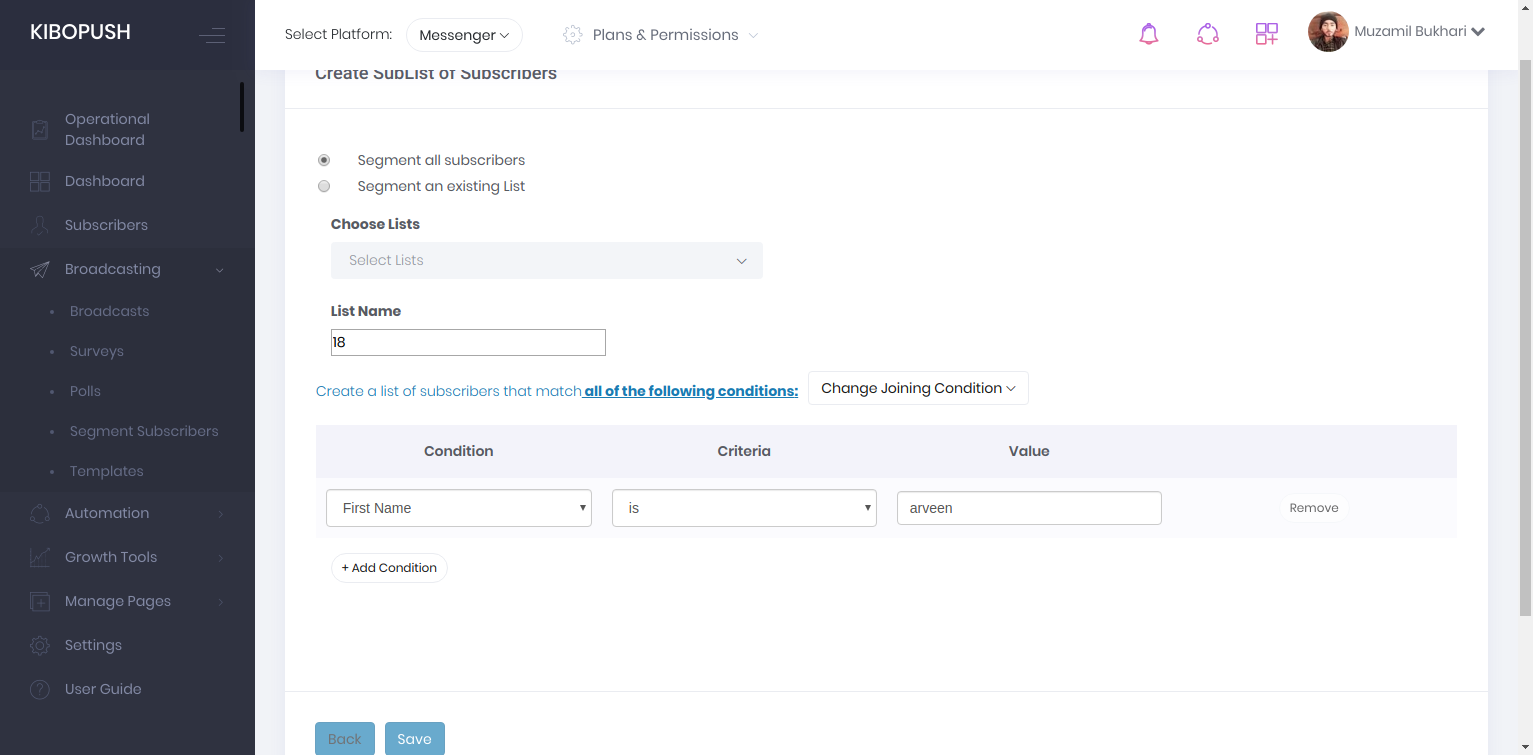 KIBOPUSH
Select Platform:
Messenger
Plans & Permissions
Muzamil Bukhari
Operational
Dashboard
Dashboard
Subscribers
Broadcasting
Broadcasts
Surveys
Polls
Segment Subscribers
Templates
Automation
Growth Tools
Manage Pages
Settings
User Guide
Create SubList of Subscribers
Segment all subscribers
Segment an existing List
Choose Lists
Select Lists
List Name
18
Create a list of subscribers that match all of the following conditions:
Change Joining Condition
Condition Criteria Value
First Name is arveen Remove
+ Add Condition
Back Save